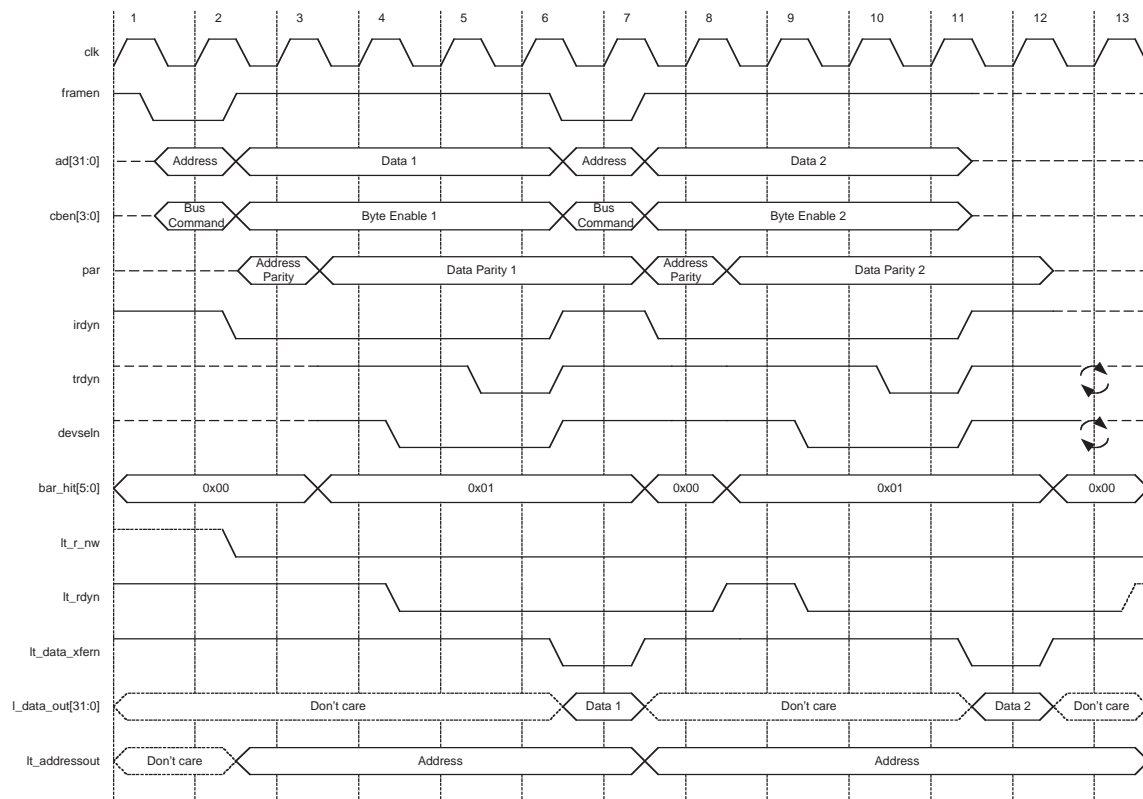 1 2 3 4 5 6 7 8 9 10 11 12 13
clk
framen
ad[31:0] Address Data 1 Address Data 2
cben[3:0] Bus Command Byte Enable 1 Bus Command Byte Enable 2
par Address Parity Data Parity 1 Address Parity Data Parity 2
irdyn
trdyn
devseln
bar_hit[5:0] 0x00 0x01 0x00 0x01 0x00
lt_r_nw
lt_rdyn
lt_data_xfern
l_data_out[31:0] Don't care Data 1 Don't care Data 2 Don't care
lt_addressout Don't care Address Address